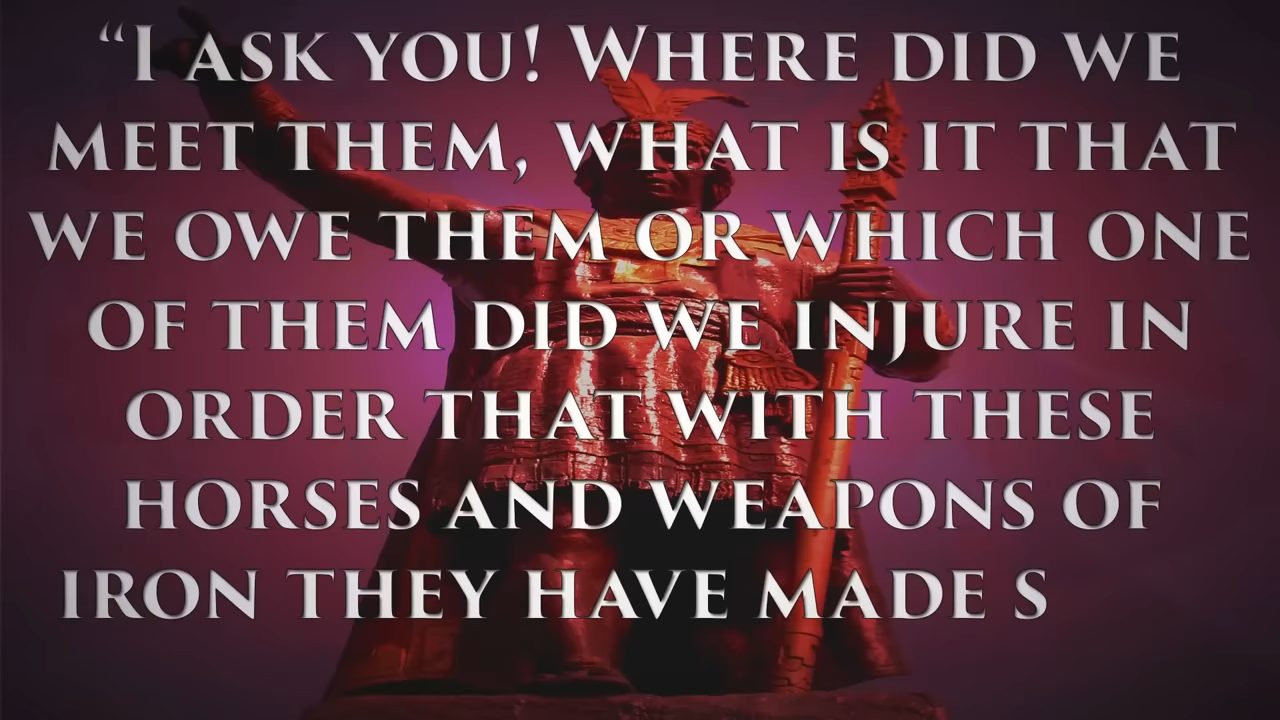 “I ASK YOU! WHERE DID WE
MEET THEM, WHAT IS IT THAT
WE OWE THEM OR WHICH ONE
OF THEM DID WE INJURE IN
ORDER THAT WITH THESE
HORSES AND WEAPONS OF
IRON THEY HAVE MADE S